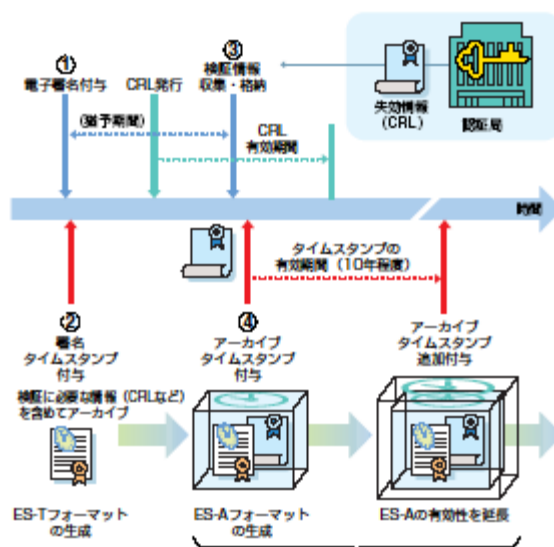 ①
電子署名付与
CRL発行
③
検証情報
収集・格納
失効情報
(CRL)
認証局
(猶予期間)
CRL
有効期間
時間
タイムスタンプの
有効期間(10年程度)
②
署名
タイムスタンプ
付与
④
アーカイブ
タイムスタンプ
付与
アーカイブ
タイムスタンプ
追加付与
検証に必要な情報(CRLなど)
を含めてアーカイブ
ES-Tフォーマット
の生成
ES-Aフォーマット
の生成
ES-Aの有効性を延長